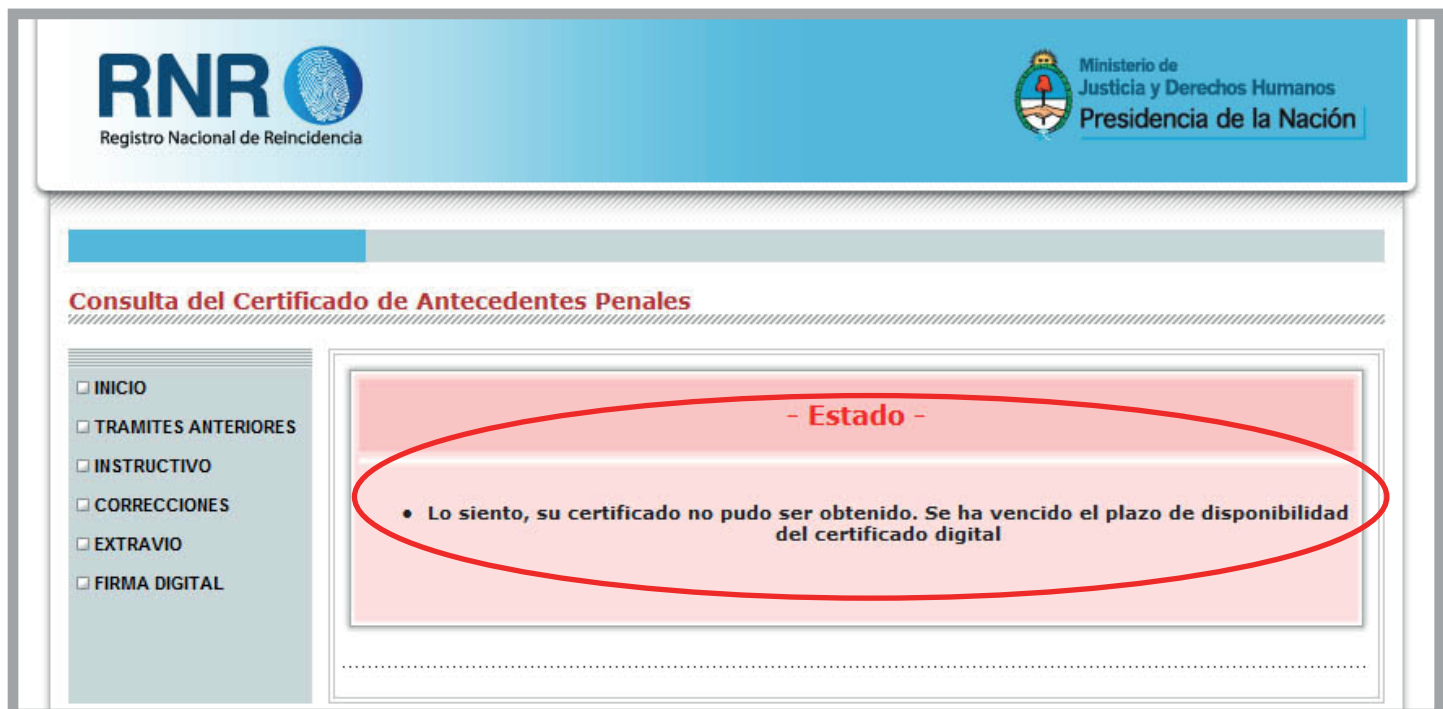 RNR
Registro Nacional de Reincidencia
Ministerio de
Justicia y Derechos Humanos
Presidencia de la Nación
Consulta del Certificado de Antecedentes Penales
INICIO
TRAMITES ANTERIORES
INSTRUCTIVO
CORRECCIONES
EXTRAVIO
FIRMA DIGITAL
- Estado -
• Lo siento, su certificado no pudo ser obtenido. Se ha vencido el plazo de disponibilidad
del certificado digital